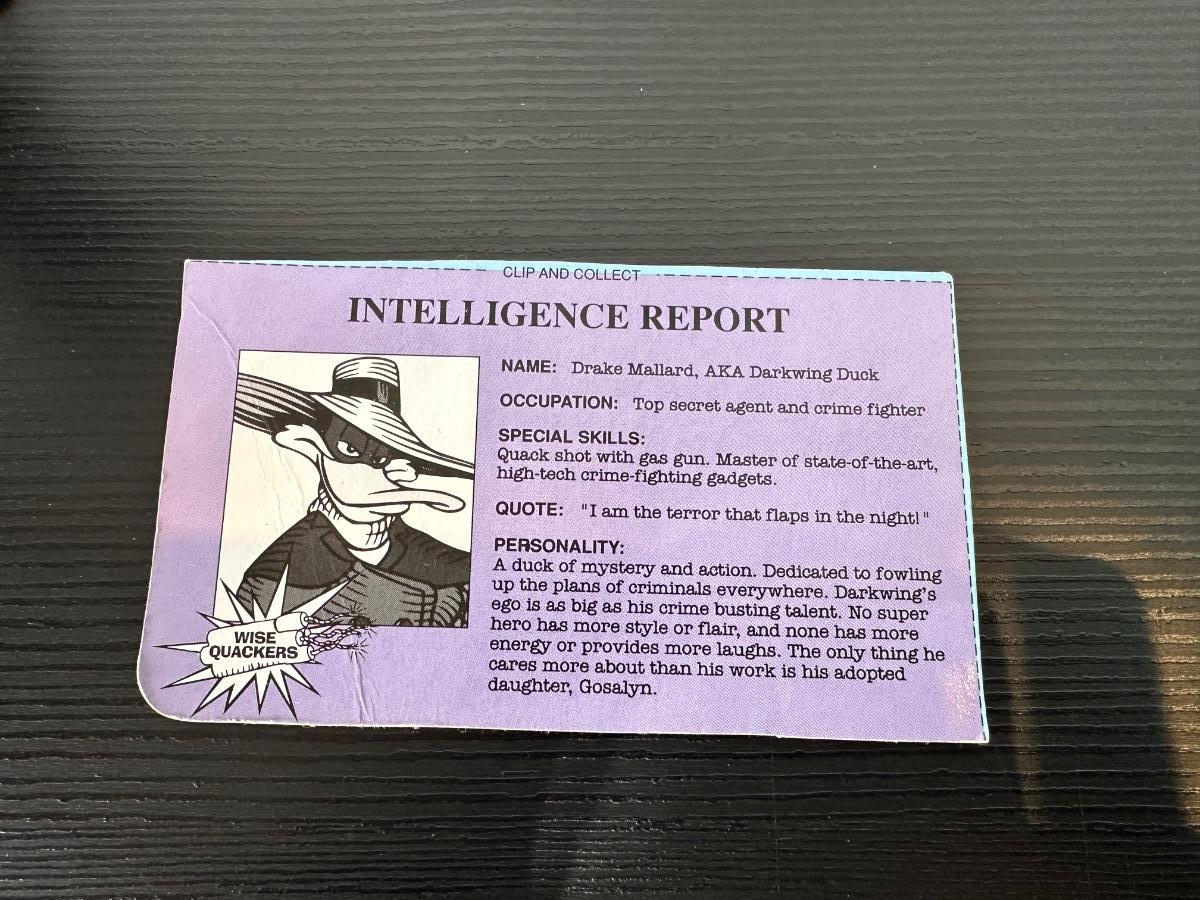 CLIP AND COLLECT
INTELLIGENCE REPORT
NAME: Drake Mallard, AKA Darkwing Duck
OCCUPATION: Top secret agent and crime fighter
SPECIAL SKILLS:
Quack shot with gas gun. Master of state-of-the-art,
high-tech crime-fighting gadgets.
QUOTE: "I am the terror that flaps in the night!"
PERSONALITY:
A duck of mystery and action. Dedicated to fowling
up the plans of criminals everywhere. Darkwing's
ego is as big as his crime busting talent. No super
hero has more style or flair, and none has more
energy or provides more laughs. The only thing he
cares more about than his work is his adopted
daughter, Gosalyn.
WISE
QUACKERS